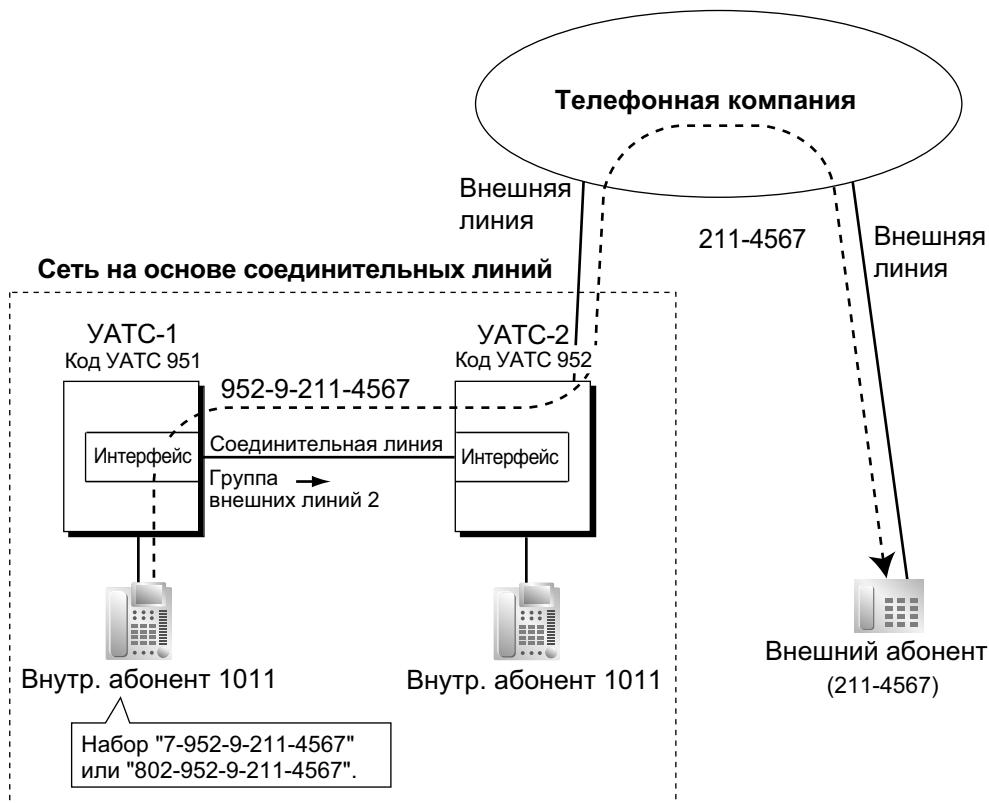 Телефонная компания
Внешняя
линия
211-4567
Внешняя
линия
Сеть на основе соединительных линий
УАТС-1
Код УАТС 951
УАТС-2
Код УАТС 952
952-9-211-4567
Интерфейс
Соединительная линия
Интерфейс
Группа
внешних линий 2
Внутр. абонент 1011
Внутр. абонент 1011
Внешний абонент
(211-4567)
Набор "7-952-9-211-4567"
или "802-952-9-211-4567".